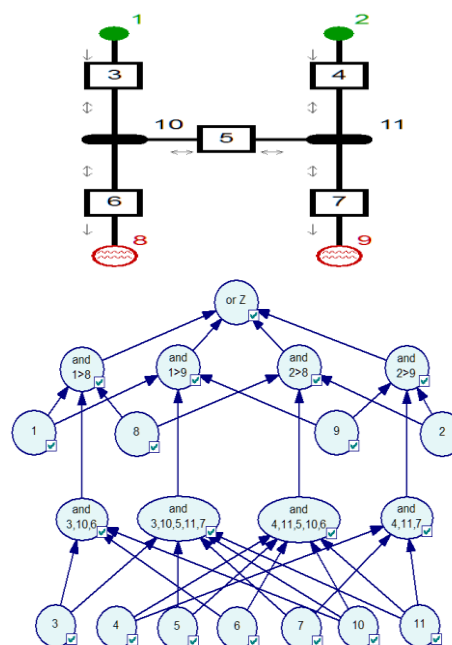 1 2
3 4
10 5 11
6 7
8 9
or Z
and and and and
1>8 1>9 2>8 2>9
1 8 9 2
and and and and
3,10,6 3,10,5,11,7 4,11,5,10,6 4,11,7
3 4 5 6 7 10 11